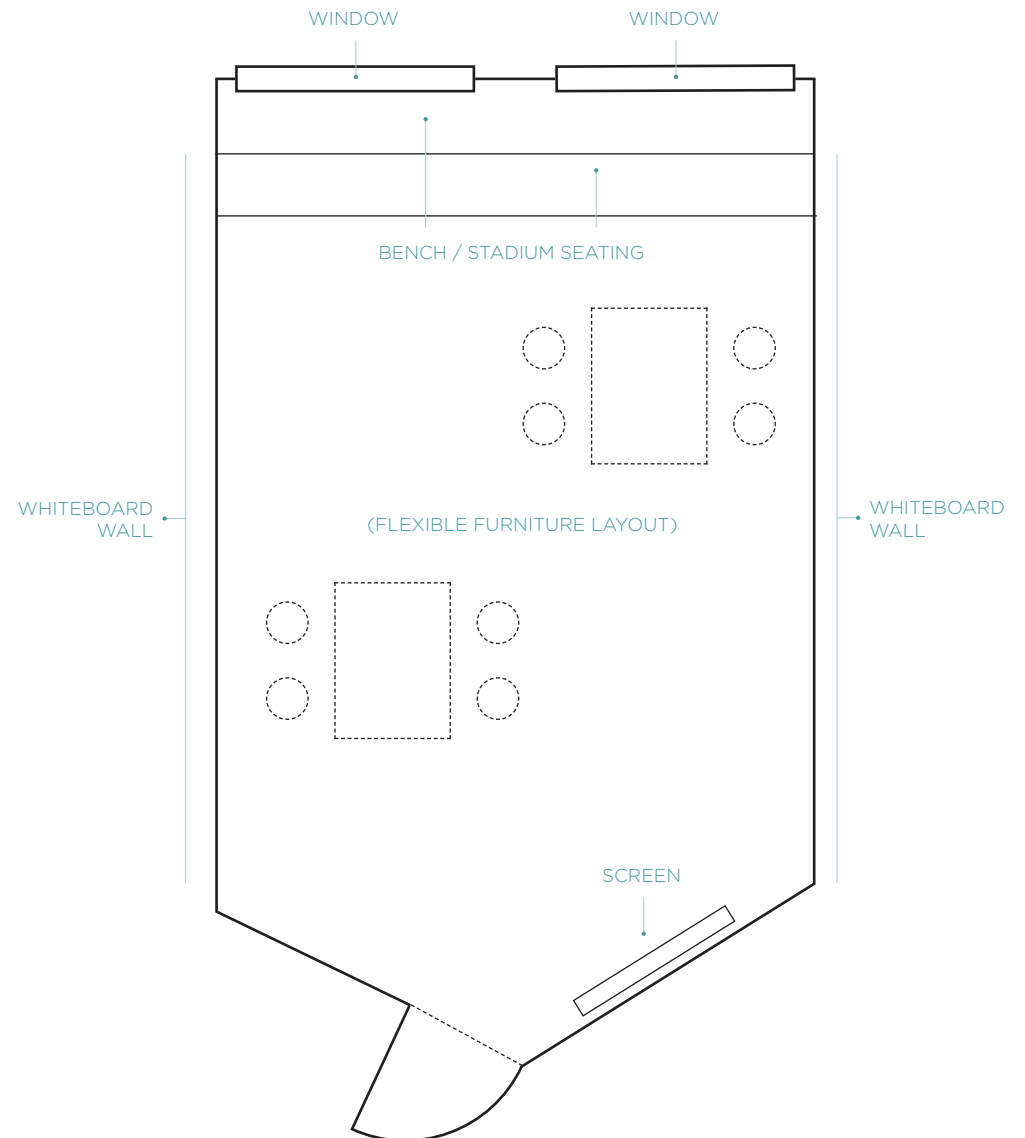 WINDOW
WINDOW
BENCH / STADIUM SEATING
WHITEBOARD
WALL
(FLEXIBLE FURNITURE LAYOUT)
WHITEBOARD
WALL
SCREEN